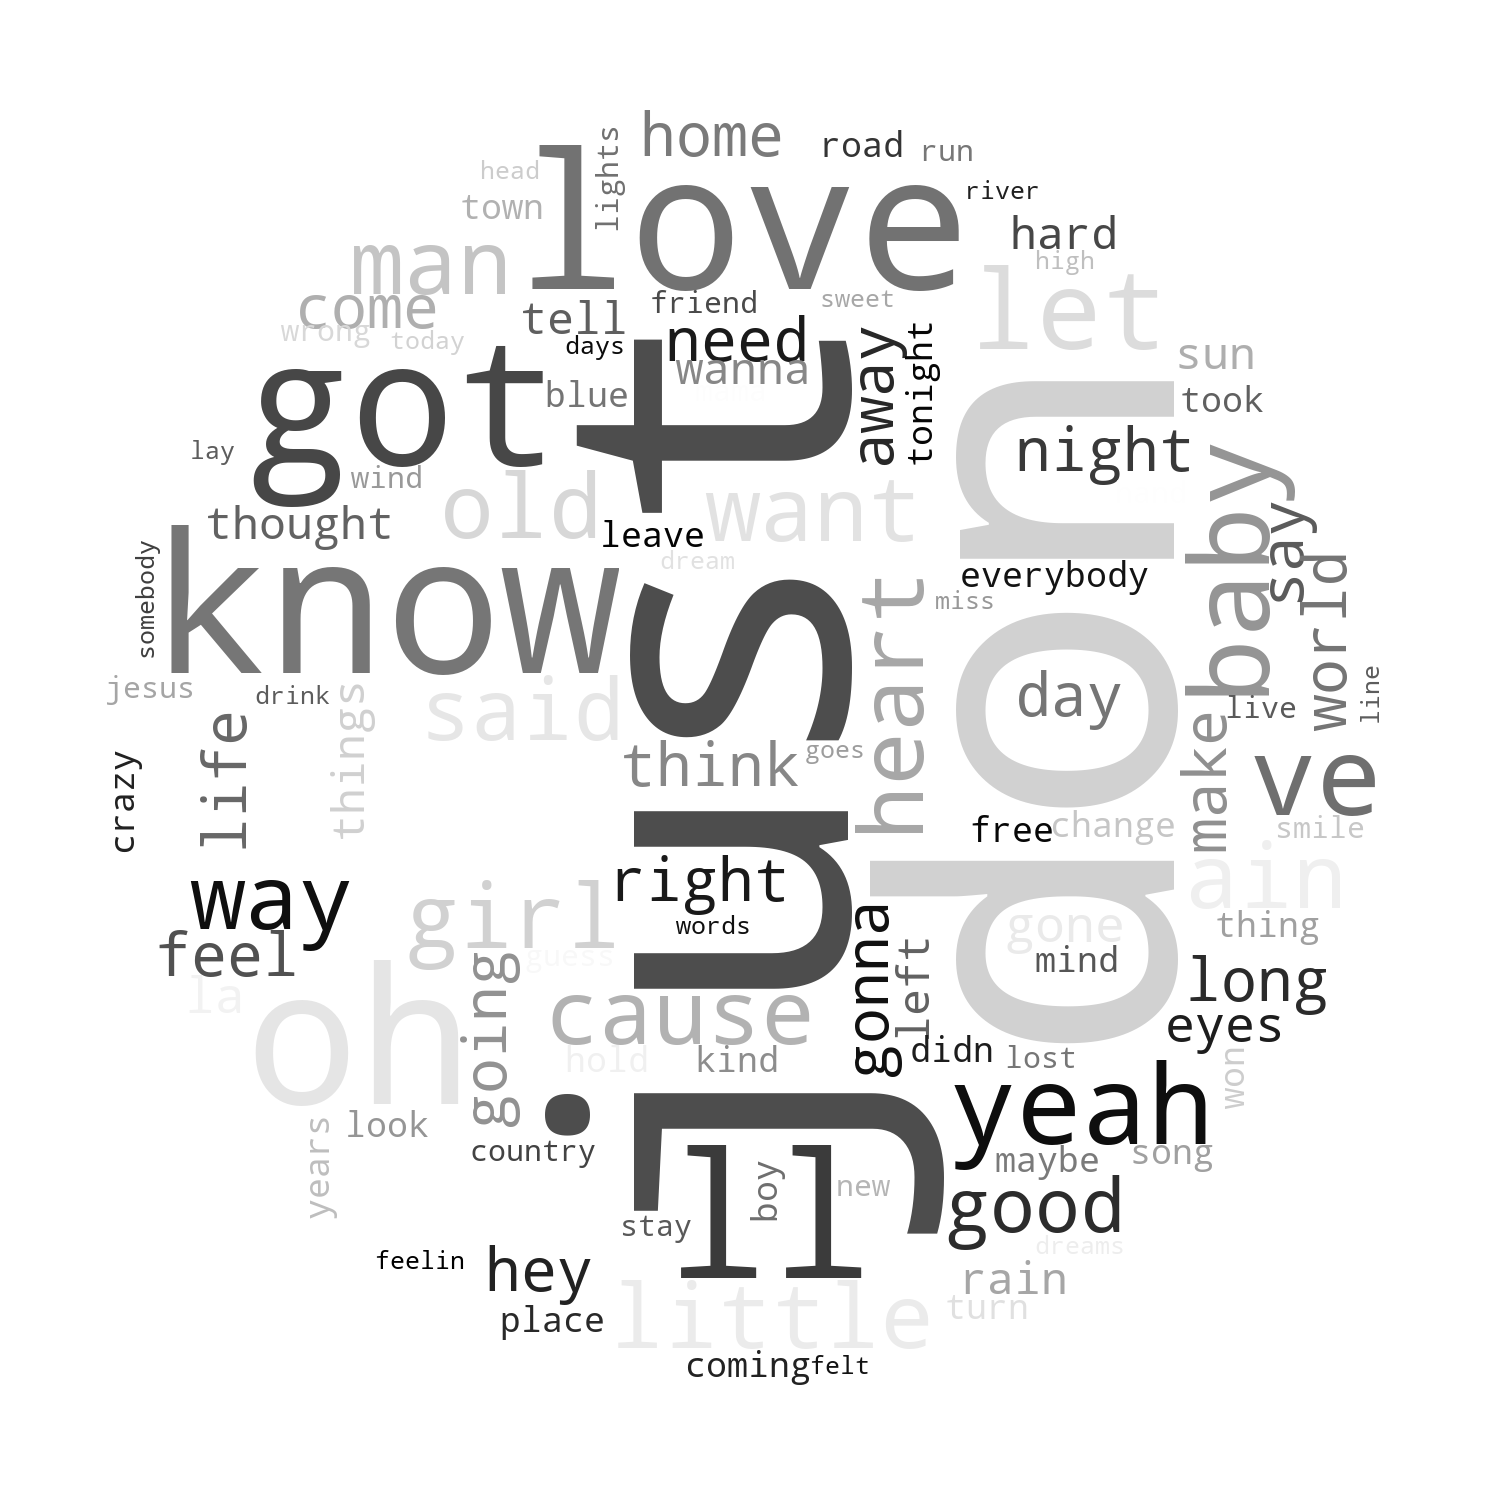 home
road
run
lights
head
love
river
town
hard
man
high
let
come
friend
sweet
tell
wrong
today
days
need
away
tonight
sun
got
just
wanna
don
blue
took
night
baby
lay
wind
old
want
say
thought
leave
know
somebody
dream
everybody
world
heart
miss
jesus
drink
things
said
day
live
line
life
think
goes
make
ve
crazy
free
change
smile
way
right
ain
girl
words
gonna
gone
thing
feel
guess
left
mind
long
la
going
cause
eyes
oh
hold
kind
didn
lost
won
yeah
years
look
country
boy
maybe
song
ll
new
good
stay
feelin
hey
dreams
rain
place
little
turn
coming
felt